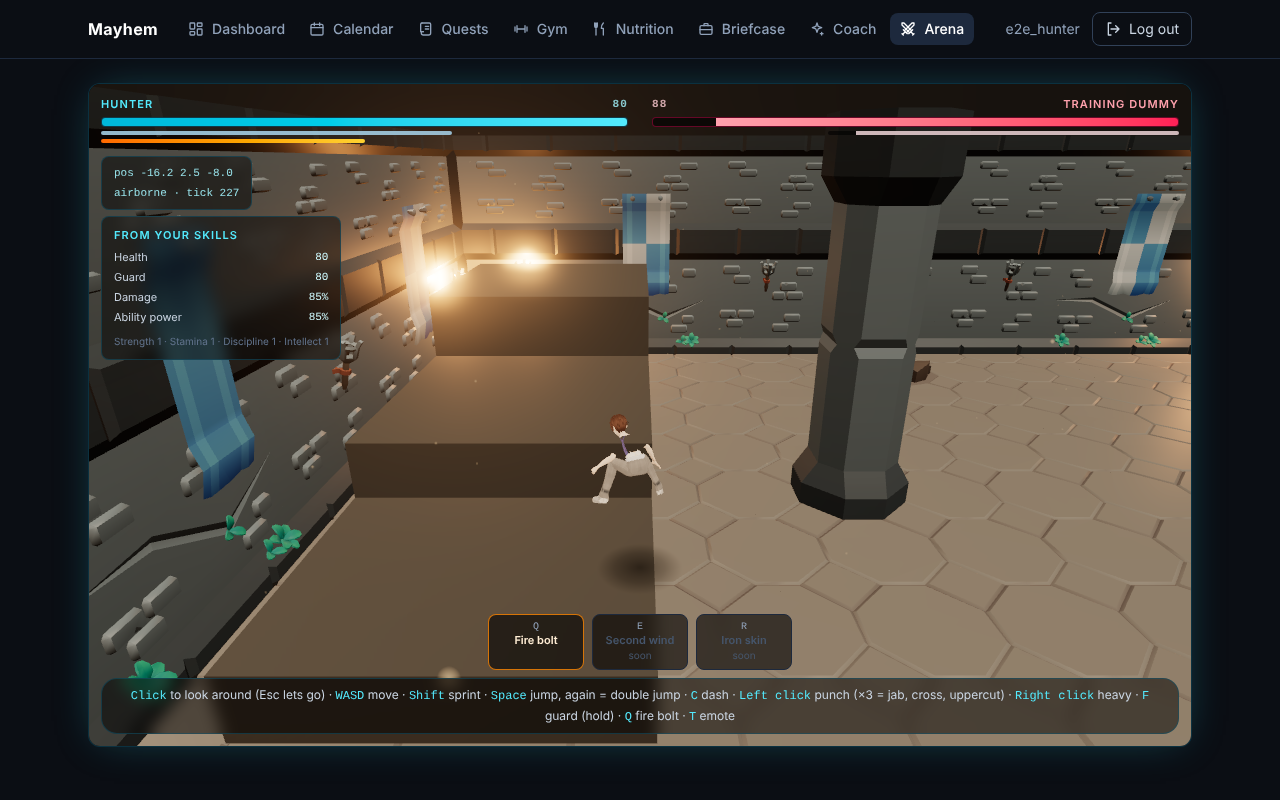 Mayhem
Dashboard
Calendar
Quests
Gym
Nutrition
Briefcase
Coach
Arena
e2e_hunter
Log out
HUNTER 80
88 TRAINING DUMMY
pos -16.2 2.5 -8.0
airborne · tick 227
FROM YOUR SKILLS
Health 80
Guard 80
Damage 85%
Ability power 85%
Strength 1 · Stamina 1 · Discipline 1 · Intellect 1
Q
Fire bolt
E
Second wind
soon
R
Iron skin
soon
Click to look around (Esc lets go) · WASD move · Shift sprint · Space jump, again = double jump · C dash · Left click punch (×3 = jab, cross, uppercut) · Right click heavy · F
guard (hold) · Q fire bolt · T emote